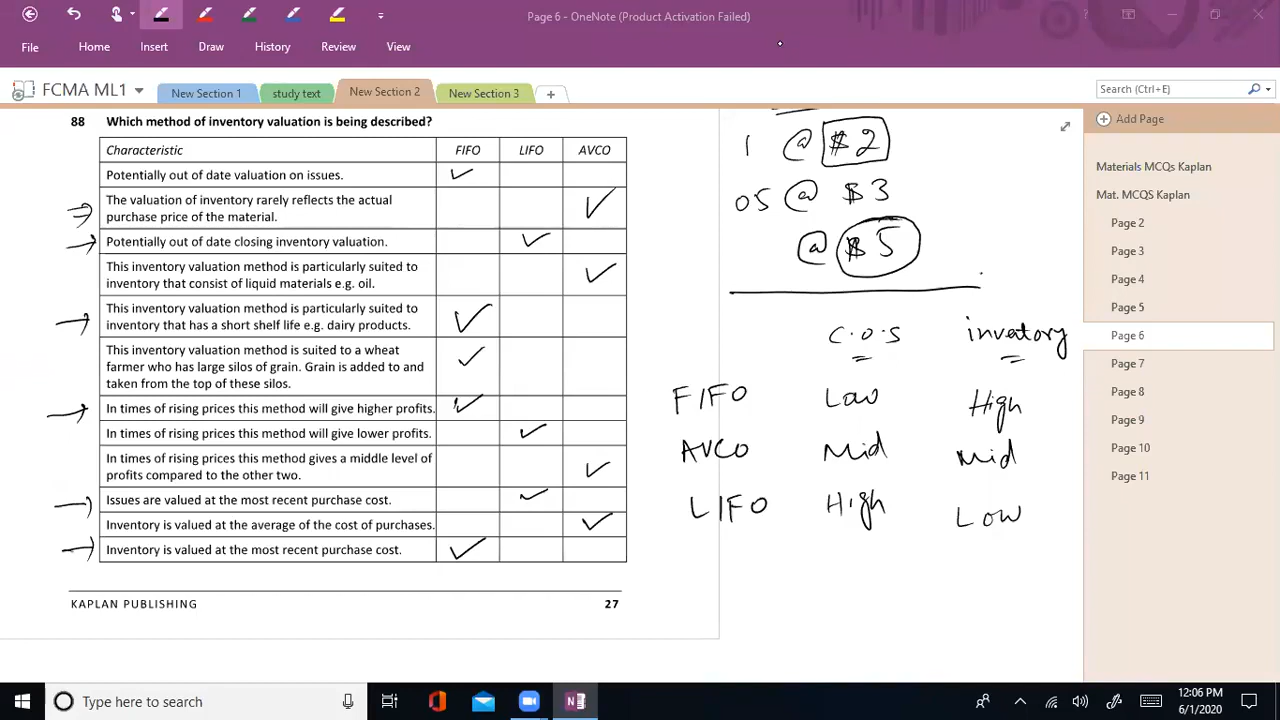 Page 6 - OneNote (Product Activation Failed)
File Home Insert Draw History Review View
FCMA ML1 New Section 1 study text New Section 2 New Section 3 Search (Ctrl+E)
Add Page
Materials MCQs Kaplan
Mat. MCQS Kaplan
Page 2
Page 3
Page 4
Page 5
Page 6
Page 7
Page 8
Page 9
Page 10
Page 11
88 Which method of inventory valuation is being described?
Characteristic FIFO LIFO AVCO
Potentially out of date valuation on issues.
The valuation of inventory rarely reflects the actual
purchase price of the material.
Potentially out of date closing inventory valuation.
This inventory valuation method is particularly suited to
inventory that consist of liquid materials e.g. oil.
This inventory valuation method is particularly suited to
inventory that has a short shelf life e.g. dairy products.
This inventory valuation method is suited to a wheat
farmer who has large silos of grain. Grain is added to and
taken from the top of these silos.
In times of rising prices this method will give higher profits.
In times of rising prices this method will give lower profits.
In times of rising prices this method gives a middle level of
profits compared to the other two.
Issues are valued at the most recent purchase cost.
Inventory is valued at the average of the cost of purchases.
Inventory is valued at the most recent purchase cost.
KAPLAN PUBLISHING 27
1 @ $2
05 @ $3
@ $5
C.O.S invetory
FIFO Low High
AVCO Mid Mid
LIFO High Low
Type here to search
12:06 PM
6/1/2020